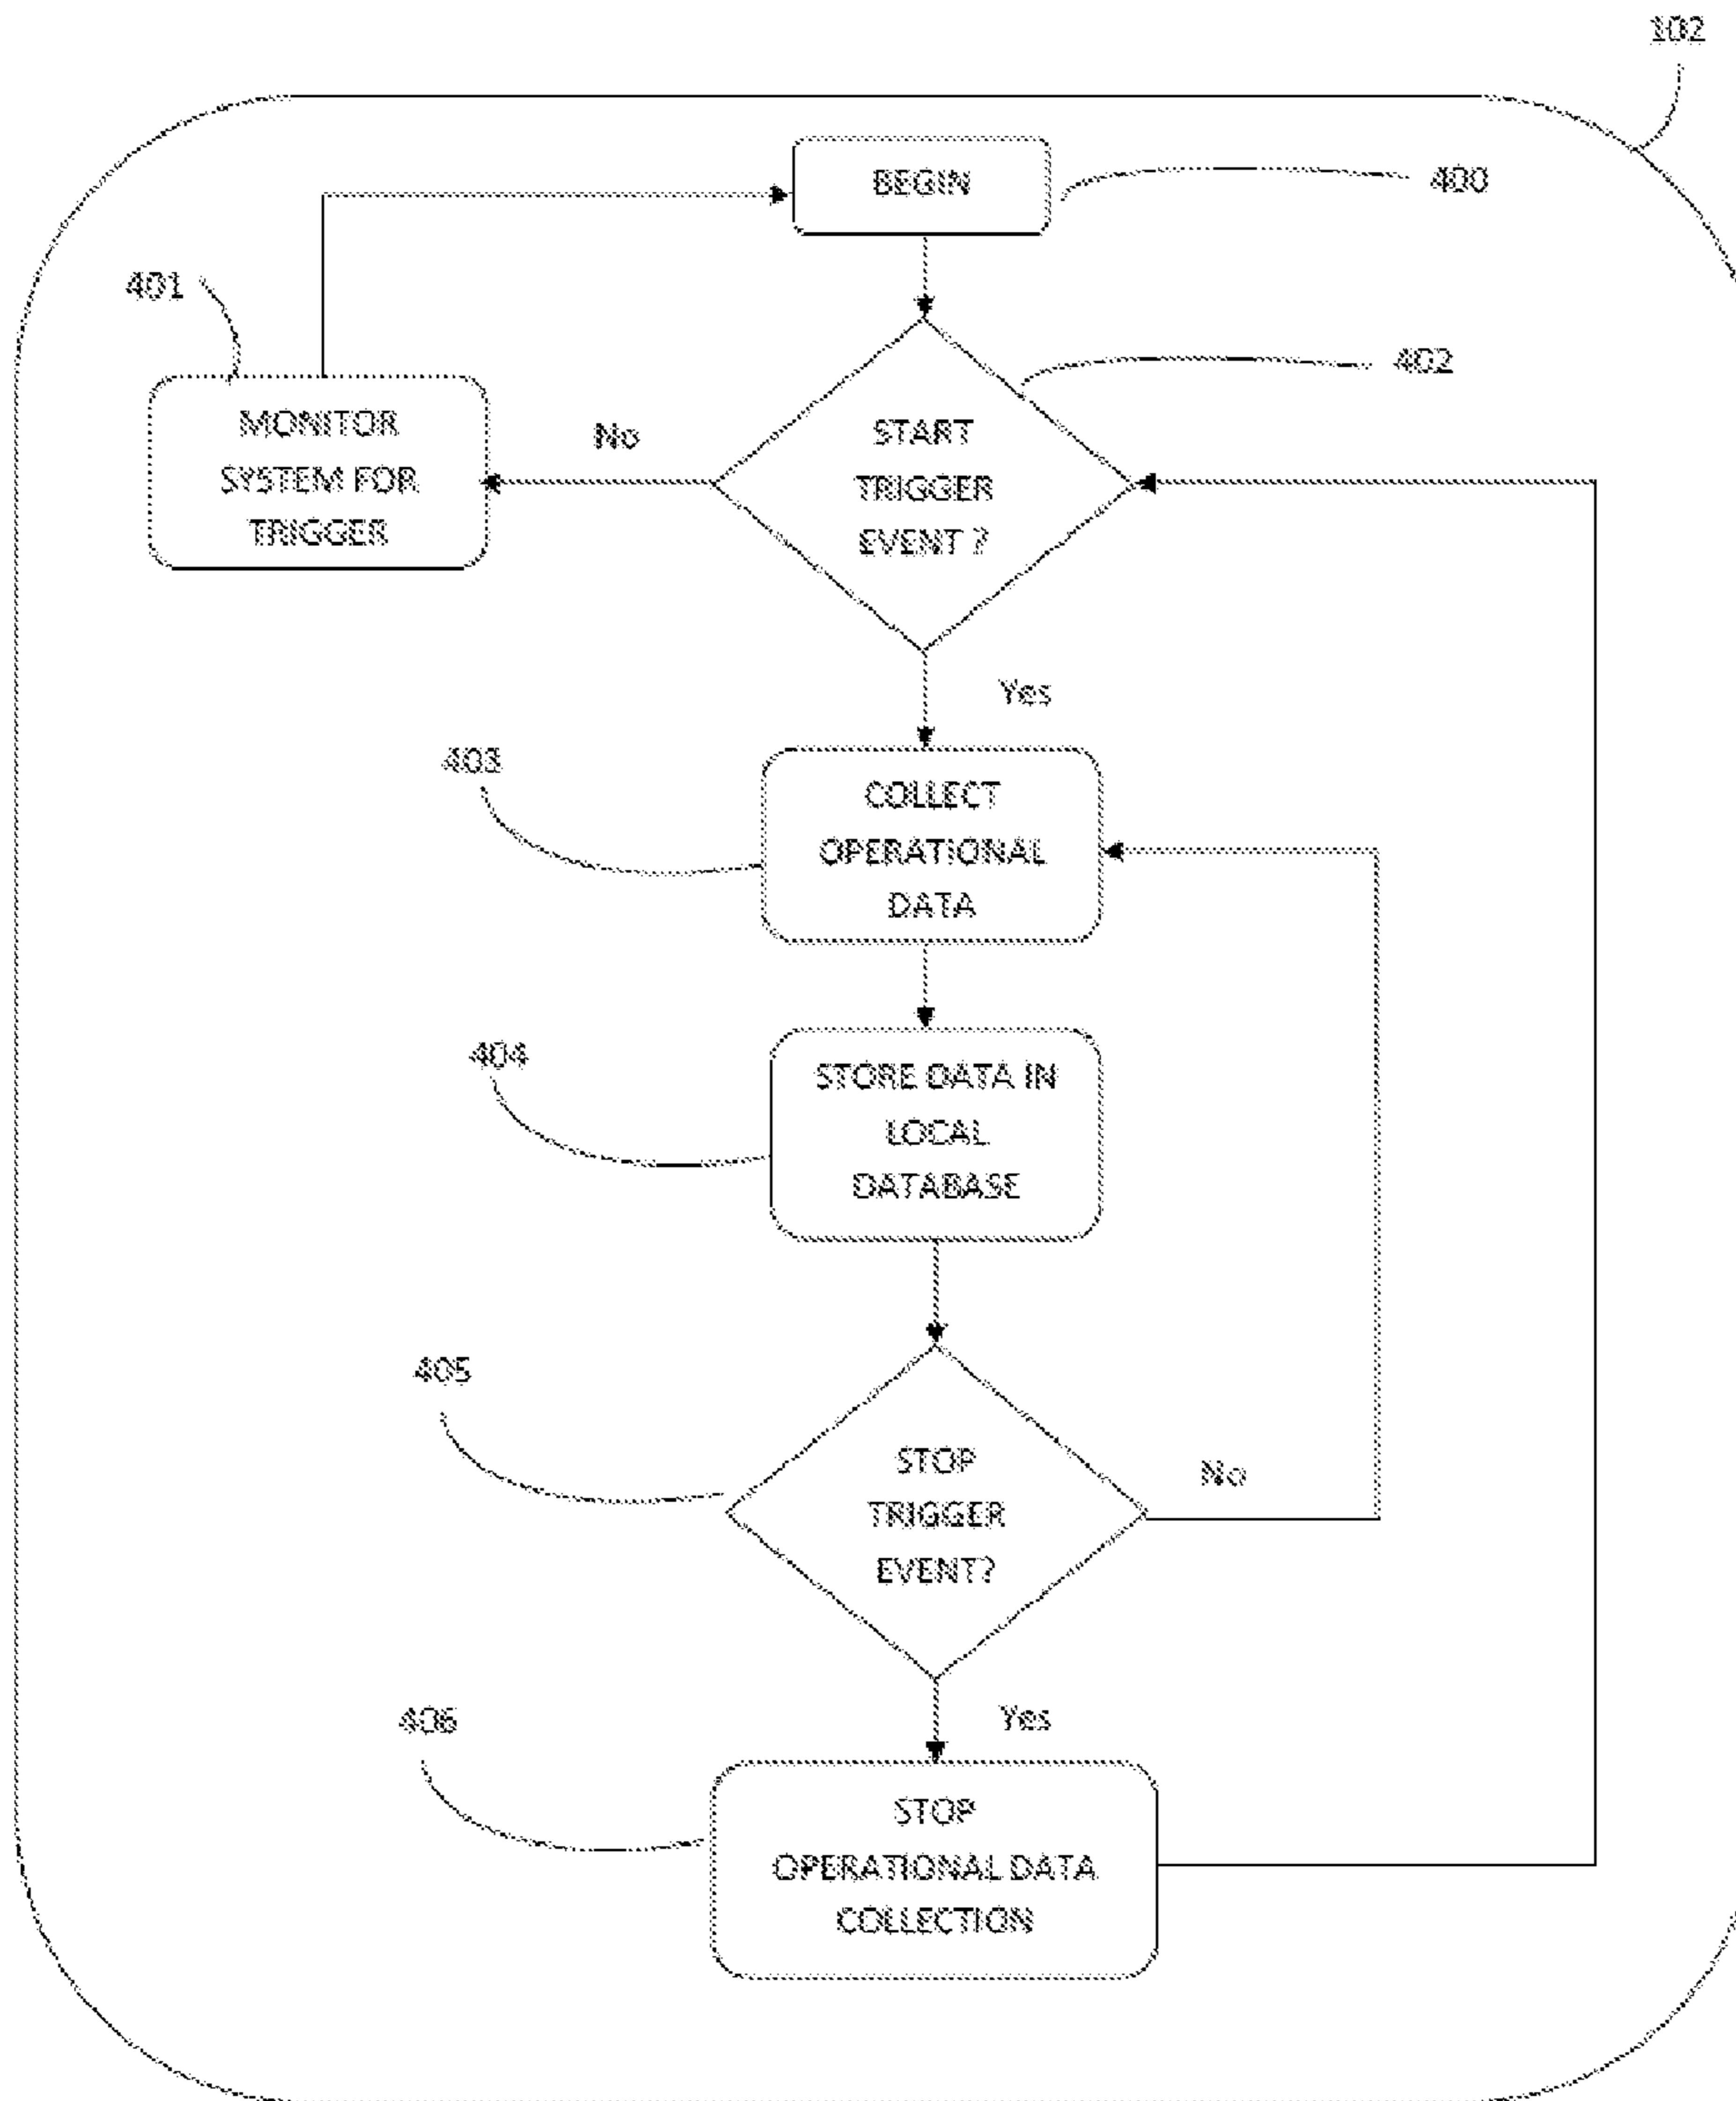 102
BEGIN
400
401
402
MONITOR
SYSTEM FOR
TRIGGER
No
START
TRIGGER
EVENT ?
Yes
403
COLLECT
OPERATIONAL
DATA
404
STORE DATA IN
LOCAL
DATABASE
405
STOP
TRIGGER
EVENT?
No
406
Yes
STOP
OPERATIONAL DATA
COLLECTION